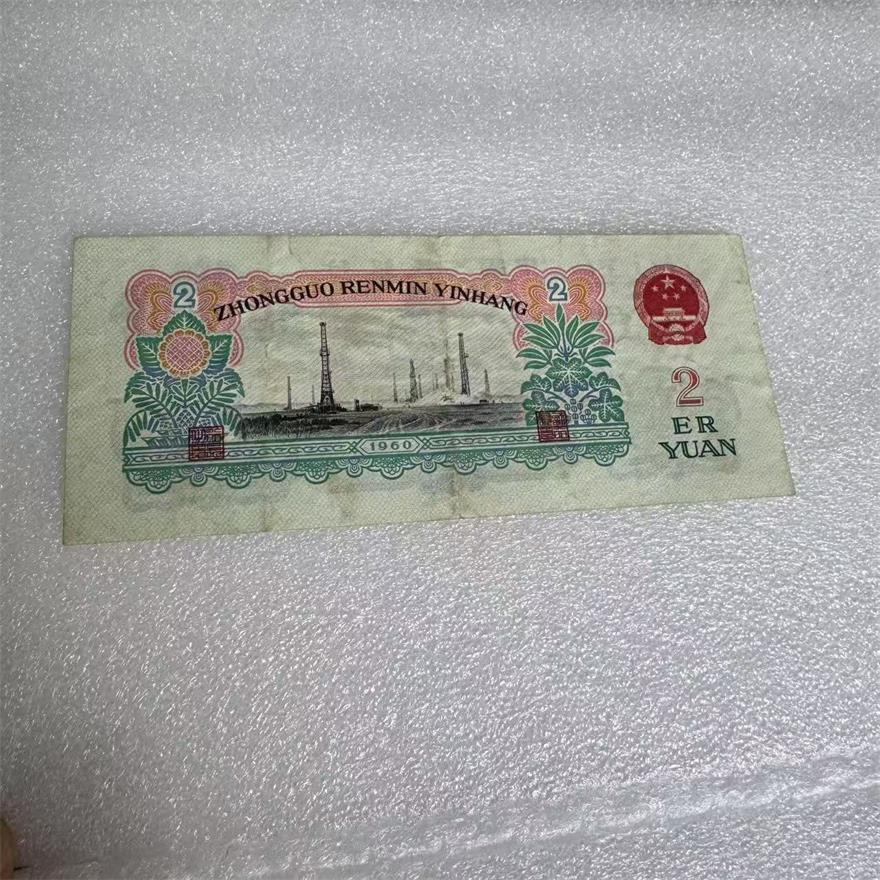 2
ZHONGGUO RENMIN YINHANG
2
1960
2
ER
YUAN